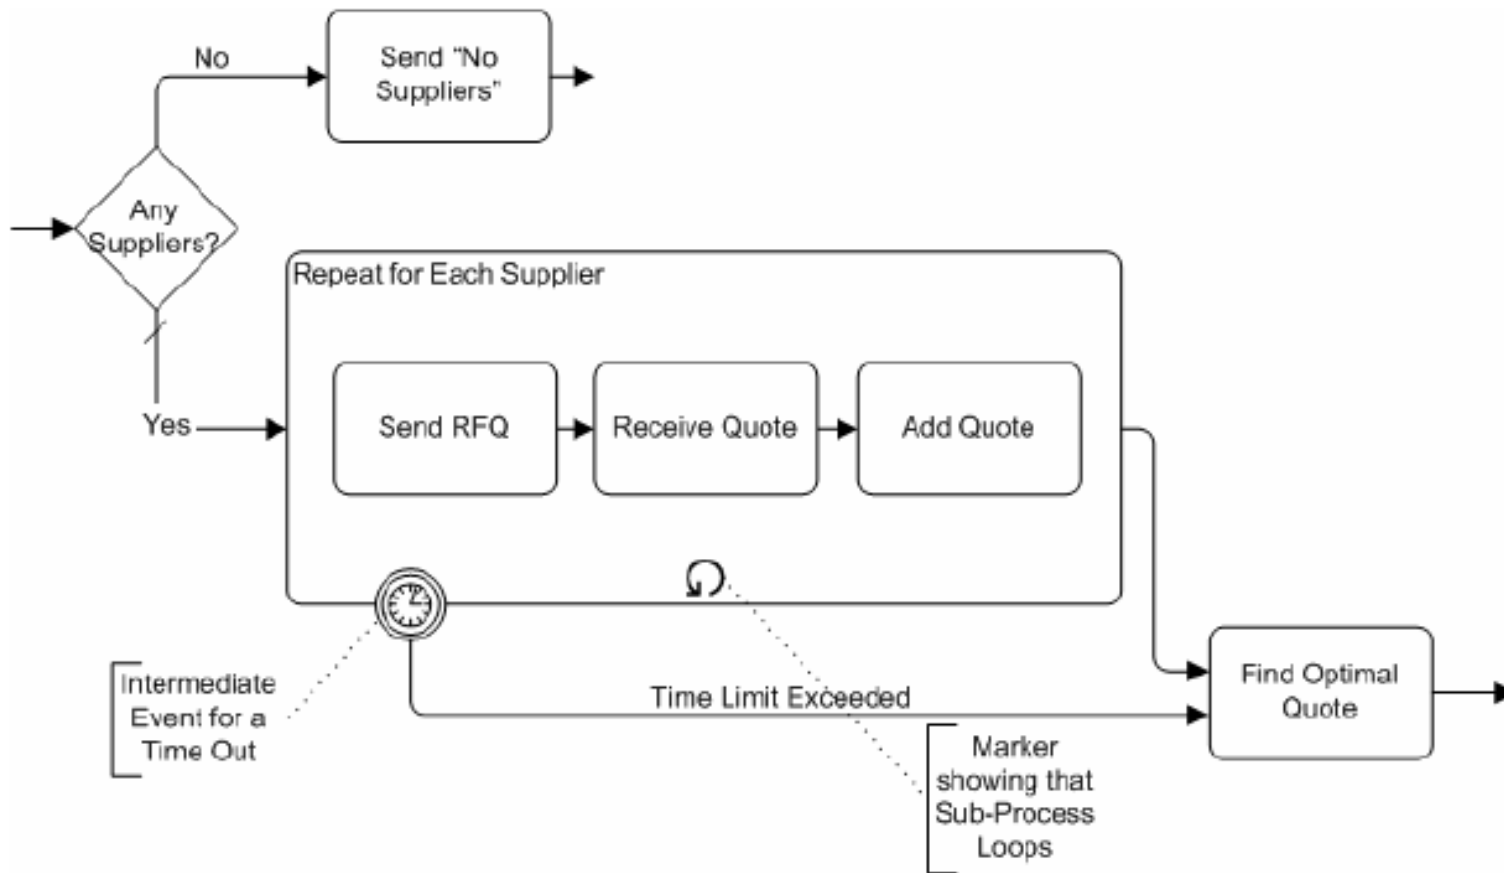 No
Send "No
Suppliers"
Any
Suppliers?
Repeat for Each Supplier
Yes
Send RFQ
Receive Quote
Add Quote
Intermediate
Event for a
Time Out
Time Limit Exceeded
Find Optimal
Quote
Marker
showing that
Sub-Process
Loops